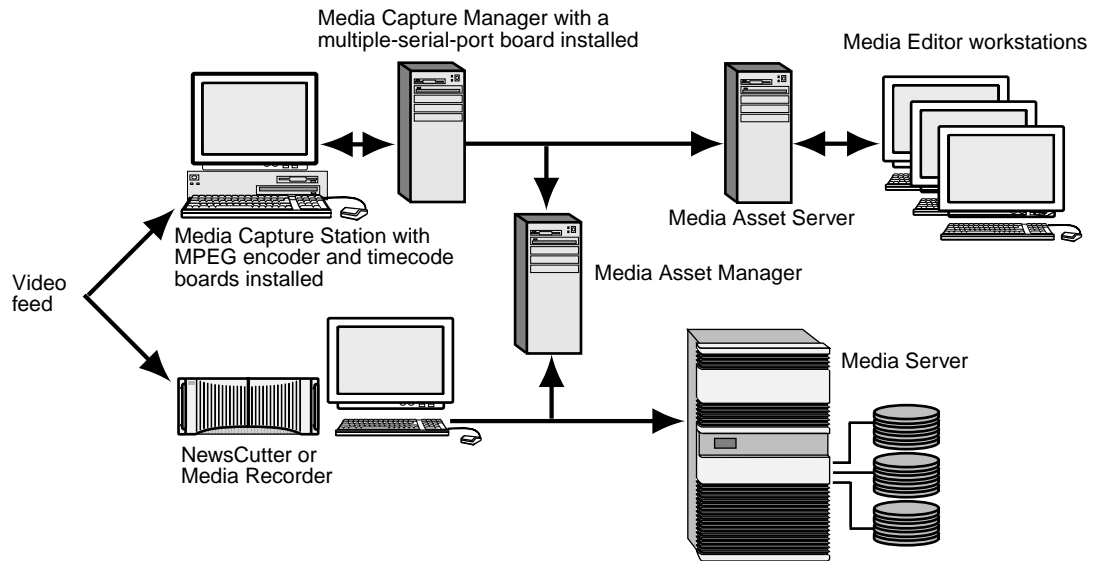 Media Capture Manager with a
multiple-serial-port board installed
Media Editor workstations
Media Asset Server
Media Capture Station with
MPEG encoder and timecode
boards installed
Media Asset Manager
Video
feed
Media Server
NewsCutter or
Media Recorder